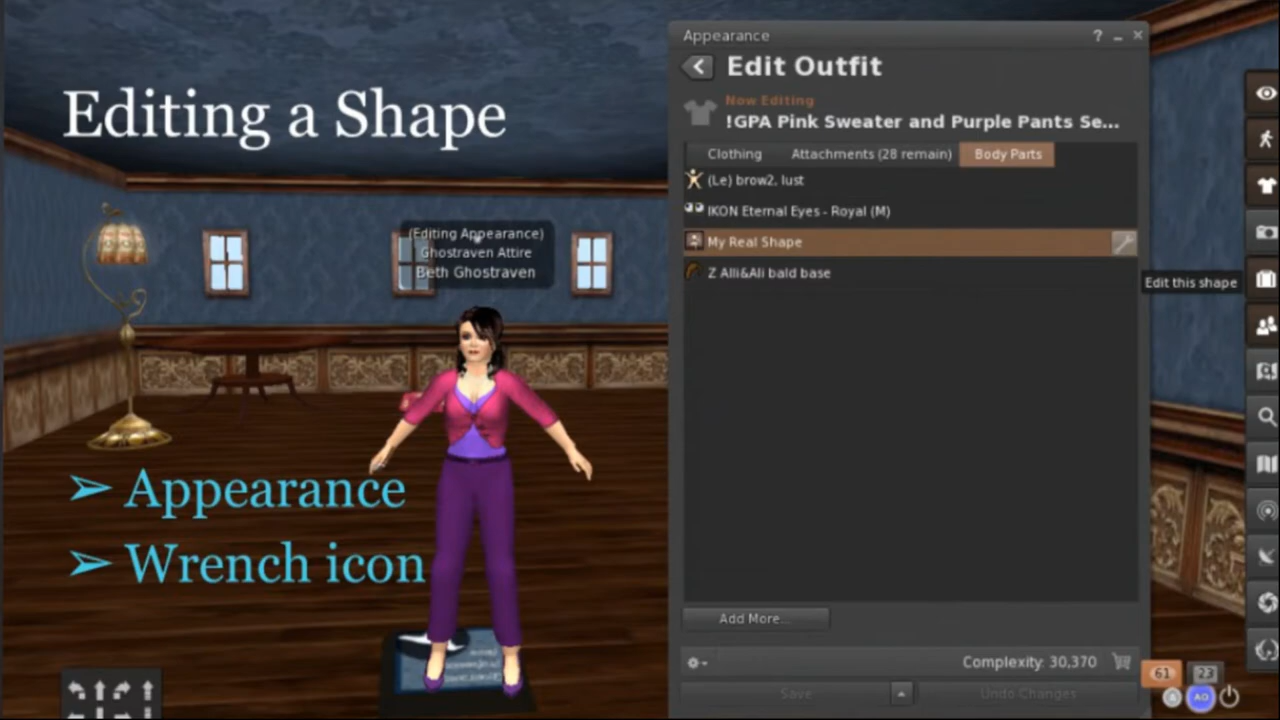 Editing a Shape
➢ Appearance
➢ Wrench icon
(Editing Appearance)
Ghostraven Attire
Beth Ghostraven
Appearance
Edit Outfit
Now Editing
!GPA Pink Sweater and Purple Pants Se...
Clothing Attachments (28 remain) Body Parts
(Le) brow2, lust
IKON Eternal Eyes - Royal (M)
My Real Shape
Z Alli&Ali bald base
Edit this shape
Add More...
Complexity: 30,370
Save Undo Changes
61 23
AO